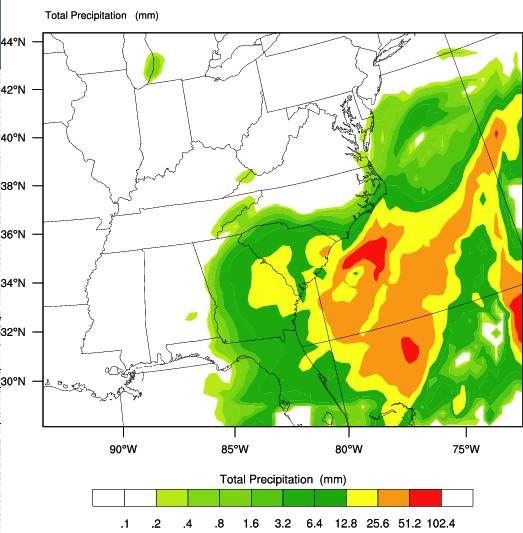 Total Precipitation (mm)
44°N
42°N
40°N
38°N
36°N
34°N
32°N
30°N
90°W 85°W 80°W 75°W
Total Precipitation (mm)
.1 .2 .4 .8 1.6 3.2 6.4 12.8 25.6 51.2 102.4